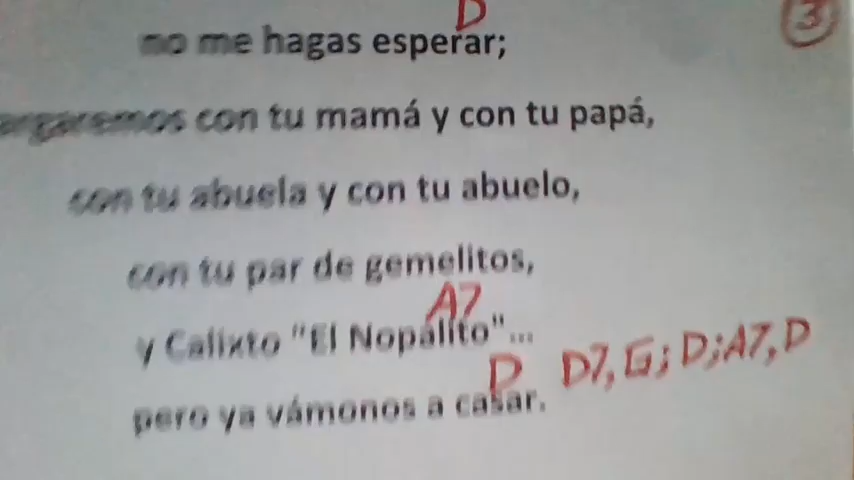 D
3
no me hagas esperar;
cargaremos con tu mamá y con tu papá,
con tu abuela y con tu abuelo,
con tu par de gemelitos,
A7
y Calixto "El Nopalito"...
D D7, G; D; A7, D
pero ya vámonos a casar.